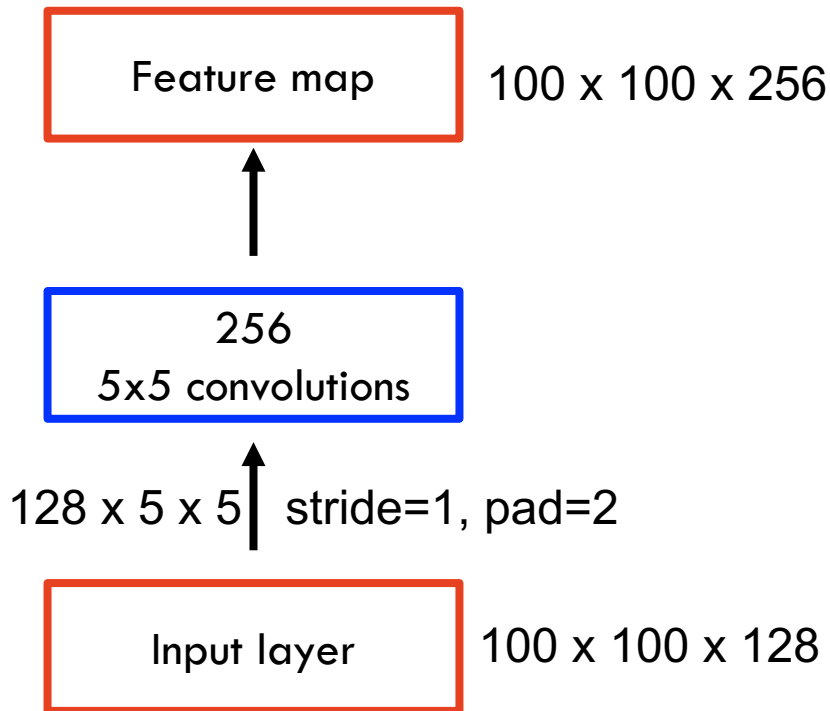 Feature map
100 x 100 x 256
256
5x5 convolutions
128 x 5 x 5
stride=1, pad=2
Input layer
100 x 100 x 128